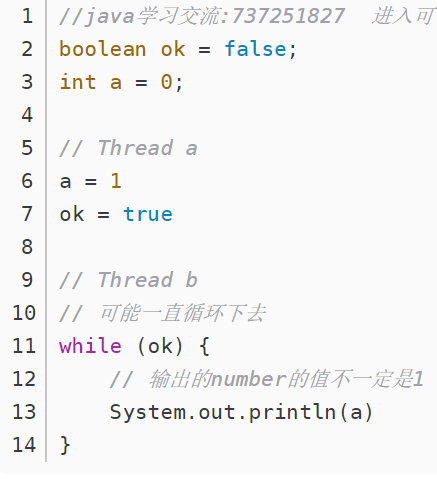 1 //java学习交流:737251827  进入可
2 boolean ok = false;
3 int a = 0;
4
5 // Thread a
6 a = 1
7 ok = true
8
9 // Thread b
10 // 可能一直循环下去
11 while (ok) {
12     // 输出的number的值不一定是1
13     System.out.println(a)
14 }